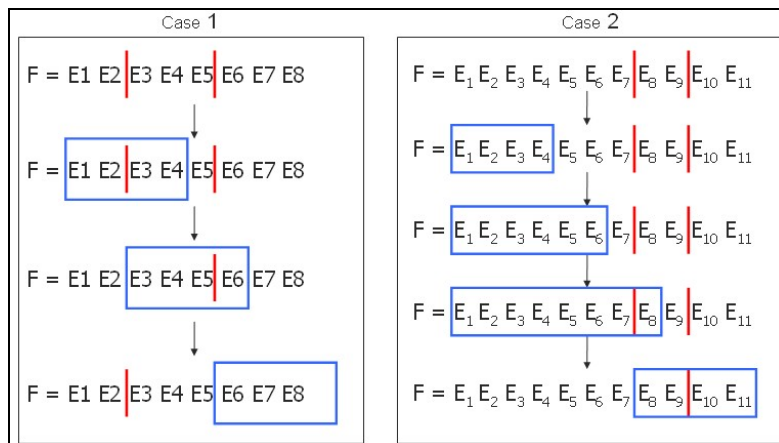 Case 1
F = E1 E2 E3 E4 E5 E6 E7 E8
F = E1 E2 E3 E4 E5 E6 E7 E8
F = E1 E2 E3 E4 E5 E6 E7 E8
F = E1 E2 E3 E4 E5 E6 E7 E8
Case 2
F = E₁ E₂ E₃ E₄ E₅ E₆ E₇ E₈ E₉ E₁₀ E₁₁
F = E₁ E₂ E₃ E₄ E₅ E₆ E₇ E₈ E₉ E₁₀ E₁₁
F = E₁ E₂ E₃ E₄ E₅ E₆ E₇ E₈ E₉ E₁₀ E₁₁
F = E₁ E₂ E₃ E₄ E₅ E₆ E₇ E₈ E₉ E₁₀ E₁₁
F = E₁ E₂ E₃ E₄ E₅ E₆ E₇ E₈ E₉ E₁₀ E₁₁